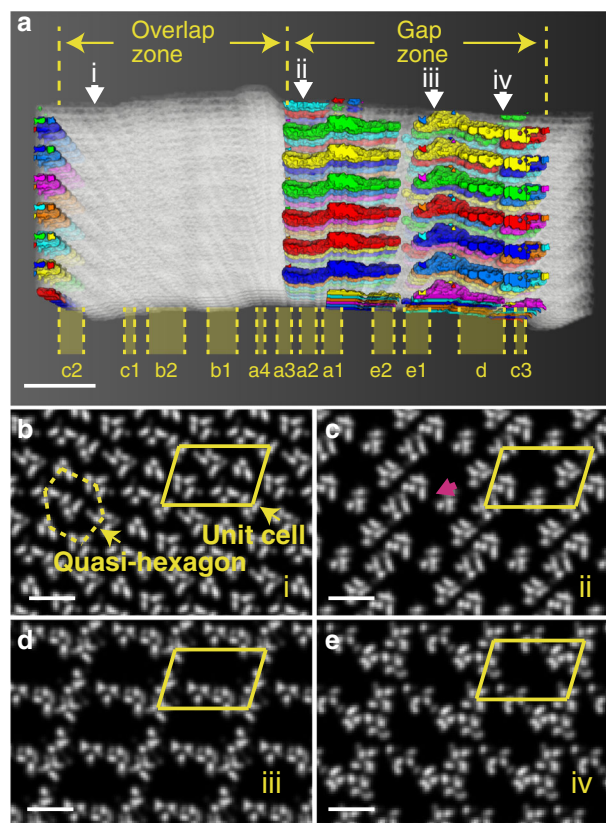 a
Overlap zone
Gap zone
i
ii
iii
iv
c2 c1 b2 b1 a4 a3 a2 a1 e2 e1 d c3
b
Quasi-hexagon
Unit cell
i
c
ii
d
iii
e
iv